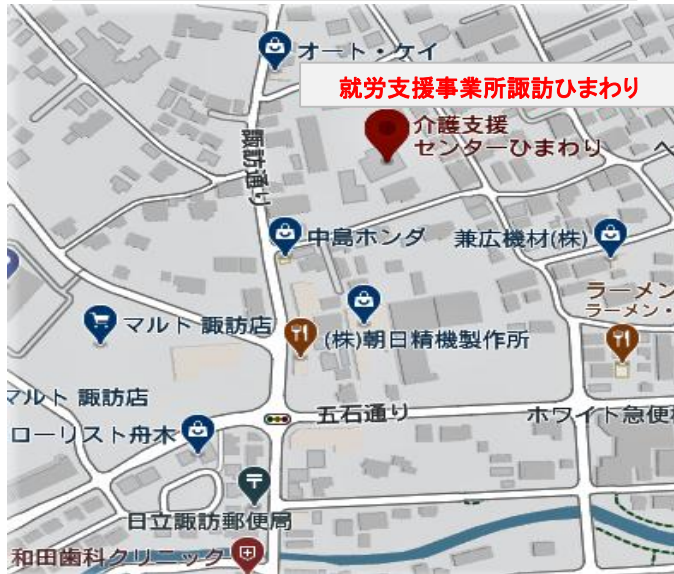 オート・ケイ
就労支援事業所諏訪ひまわり
介護支援
センターひまわり
諏訪通り
中島ホンダ
兼広機材(株)
ラーメン
ラーメン・
マルト 諏訪店
(株)朝日精機製作所
マルト 諏訪店
五石通り
ホワイト急便
ローリスト舟木
日立諏訪郵便局
和田歯科クリニック